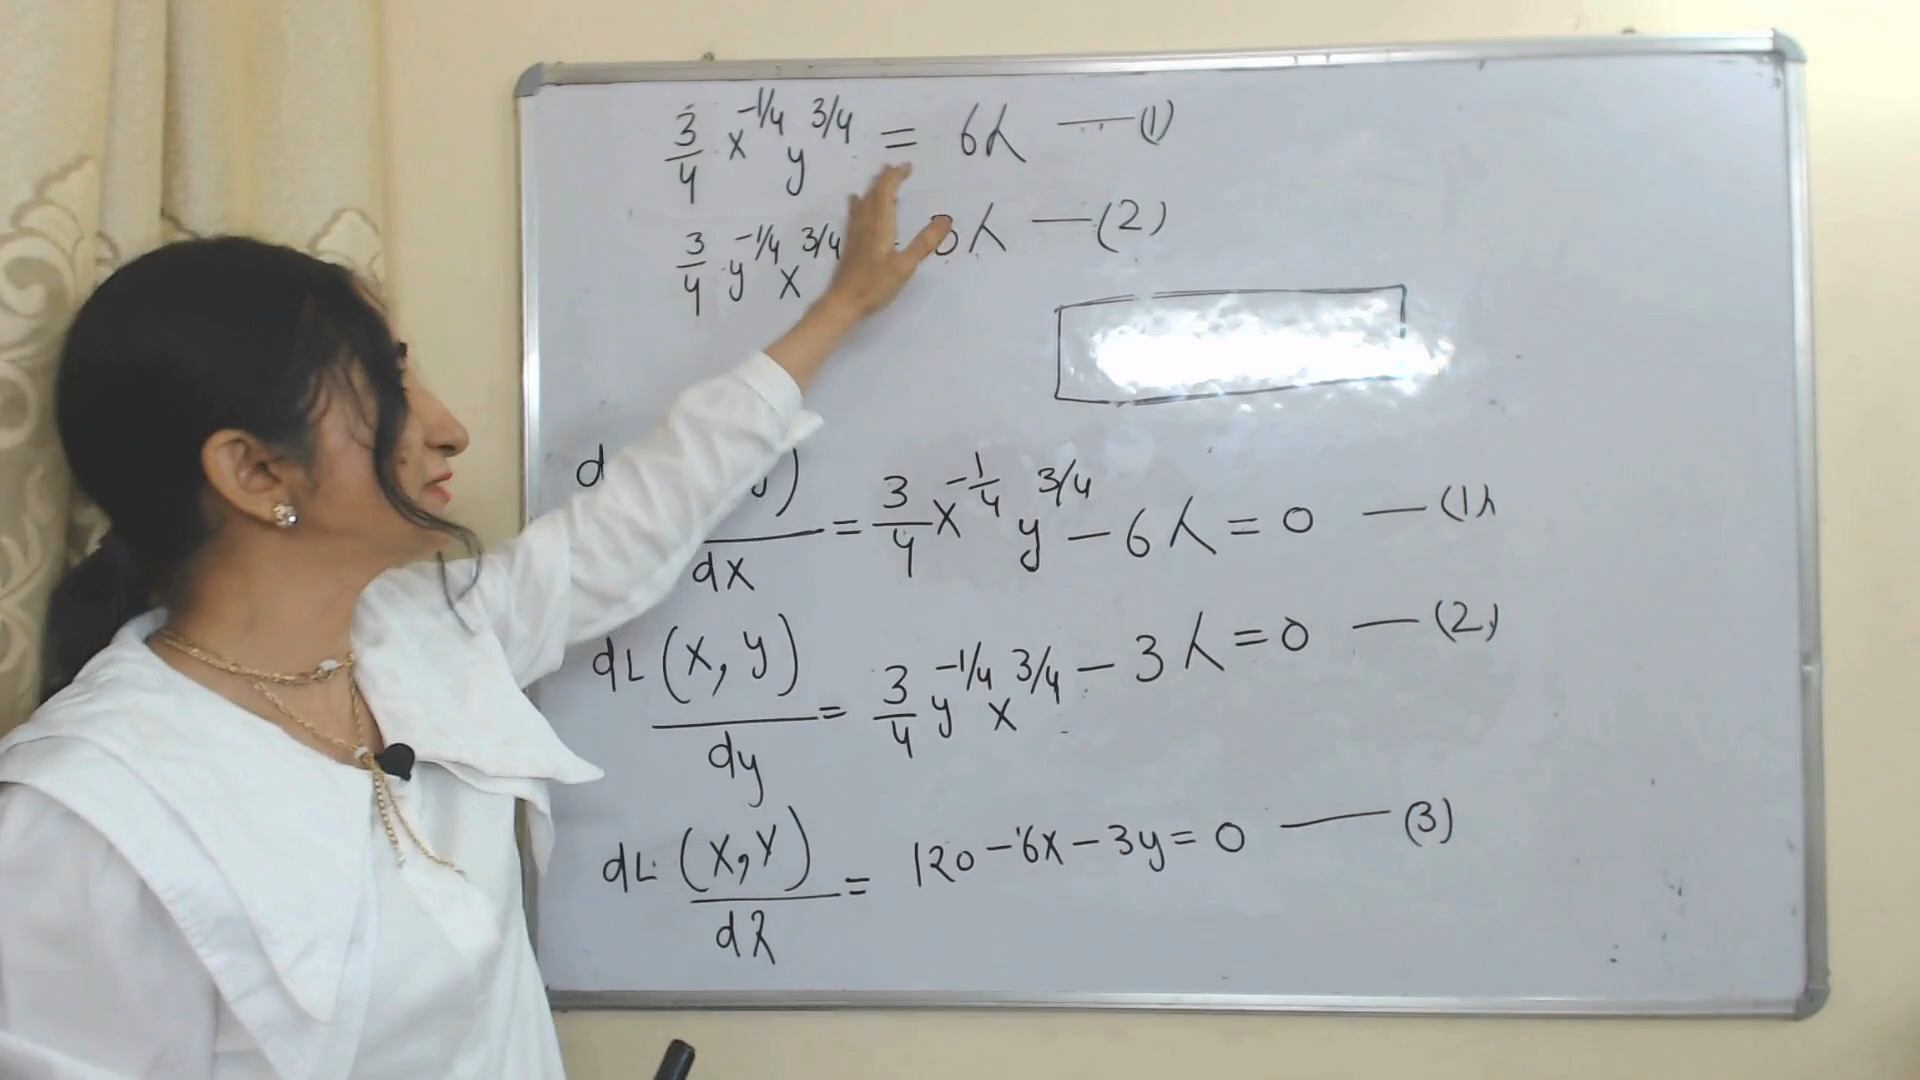 3/4 x^-1/4 y^3/4 = 6λ —(1)
3/4 y^-1/4 x^3/4 λ —(2)
d y)/dx = 3/4 x^-1/4 y^3/4 - 6λ = 0 —(1)
dL(x, y)/dy = 3/4 y^-1/4 x^3/4 - 3λ = 0 —(2)
dL(x, y)/dλ = 120 - 6x - 3y = 0 —(3)